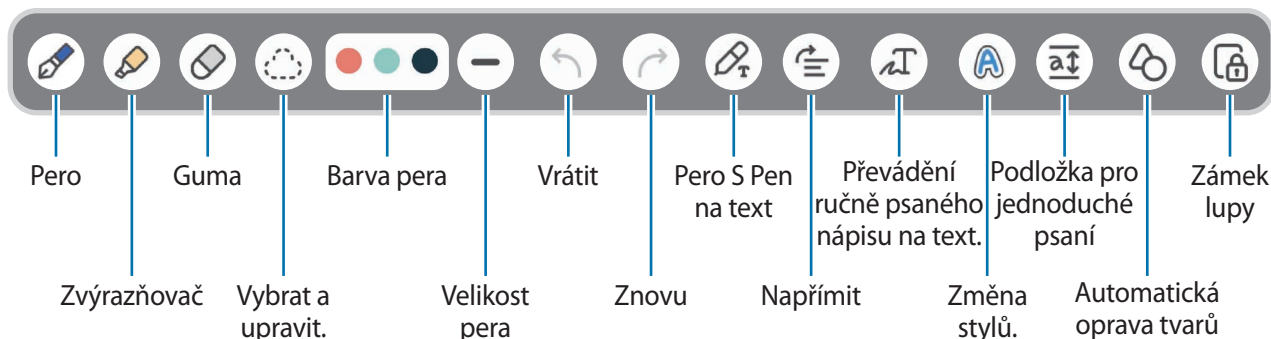 Pero
Guma
Barva pera
Vrátit
Pero S Pen
na text
Převádění
ručně psaného
nápisu na text.
Podložka pro
jednoduché
psaní
Zámek
lupy
Zvýrazňovač
Vybrat a
upravit.
Velikost
pera
Znovu
Napřímit
Změna
stylů.
Automatická
oprava tvarů